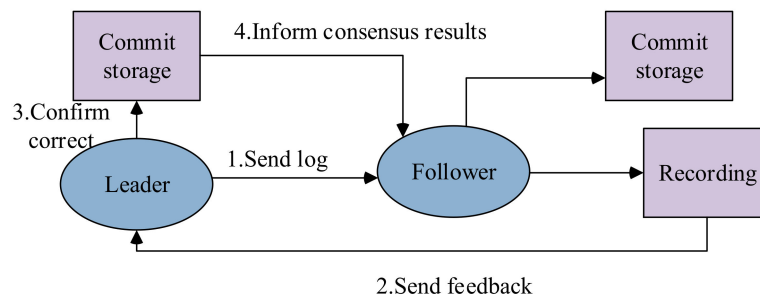 Commit
storage
4.Inform consensus results
Commit
storage
3.Confirm
correct
1.Send log
Leader
Follower
Recording
2.Send feedback